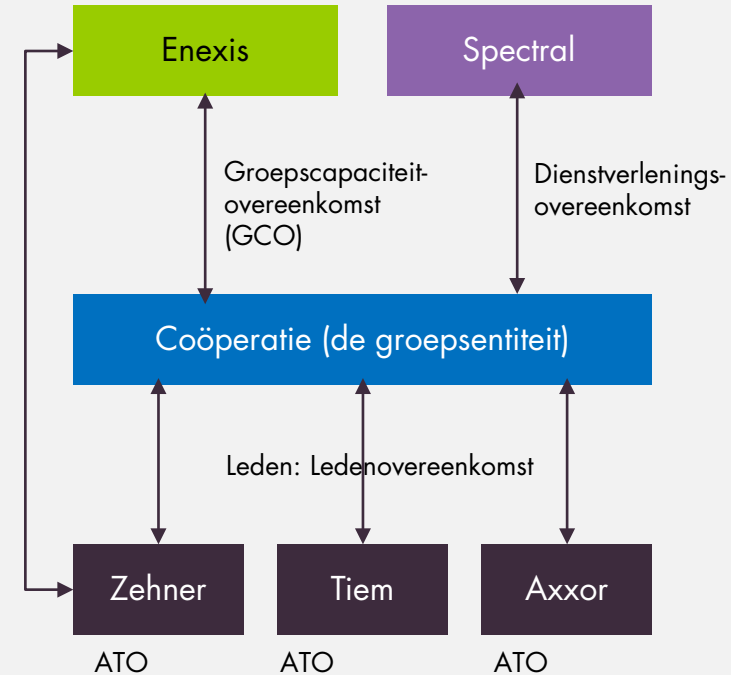 Enexis
Spectral
Groepscapaciteit-
overeenkomst
(GCO)
Dienstverlenings-
overeenkomst
Coöperatie (de groepsentiteit)
Leden: Ledenovereenkomst
Zehner
Tiem
Axxor
ATO
ATO
ATO